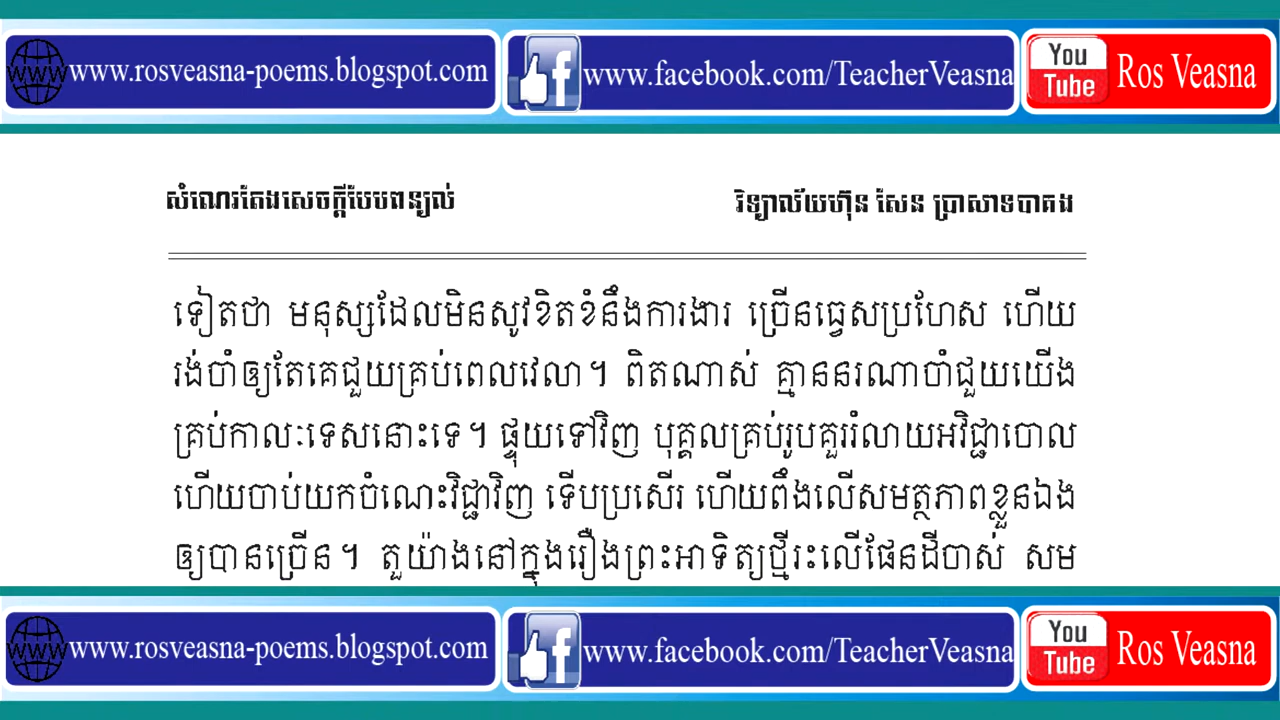 www www.rosveasna-poems.blogspot.com f www.facebook.com/TeacherVeasna You Tube Ros Veasna
សំណេរតែងសេចក្ដីបែបពន្យល់ វិទ្យាល័យហ៊ុន សែន ប្រាសាទបាគង
ទៀតថា មនុស្សដែលមិនសូវខិតខំនឹងការងារ ច្រើនធ្វេសប្រហែស ហើយ
រង់ចាំឲ្យតែគេជួយគ្រប់ពេលវេលា។ ពិតណាស់ គ្មាននរណាចាំជួយយើង
គ្រប់កាលៈទេសនោះទេ។ ផ្ទុយទៅវិញ បុគ្គលគ្រប់រូបគួររំលាយអវិជ្ជាចោល
ហើយចាប់យកចំណេះវិជ្ជាវិញ ទើបប្រសើរ ហើយពឹងលើសមត្ថភាពខ្លួនឯង
ឲ្យបានច្រើន។ តួយ៉ាងនៅក្នុងរឿងព្រះអាទិត្យថ្មីរះលើផែនដីចាស់ សម
www www.rosveasna-poems.blogspot.com f www.facebook.com/TeacherVeasna You Tube Ros Veasna